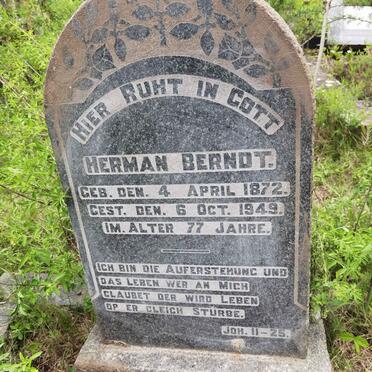 HIER RUHT IN GOTT
HERMAN BERNDT.
GEB. DEN. 4 APRIL 1872.
GEST. DEN. 6 OCT. 1949.
IM. ALTER 77 JAHRE.
ICH BIN DIE AUFERSTEHUNG UND
DAS LEBEN WER AN MICH
GLAUBET DER WIRD LEBEN
OP ER GLEICH STURBE.
JOH. 11-25.